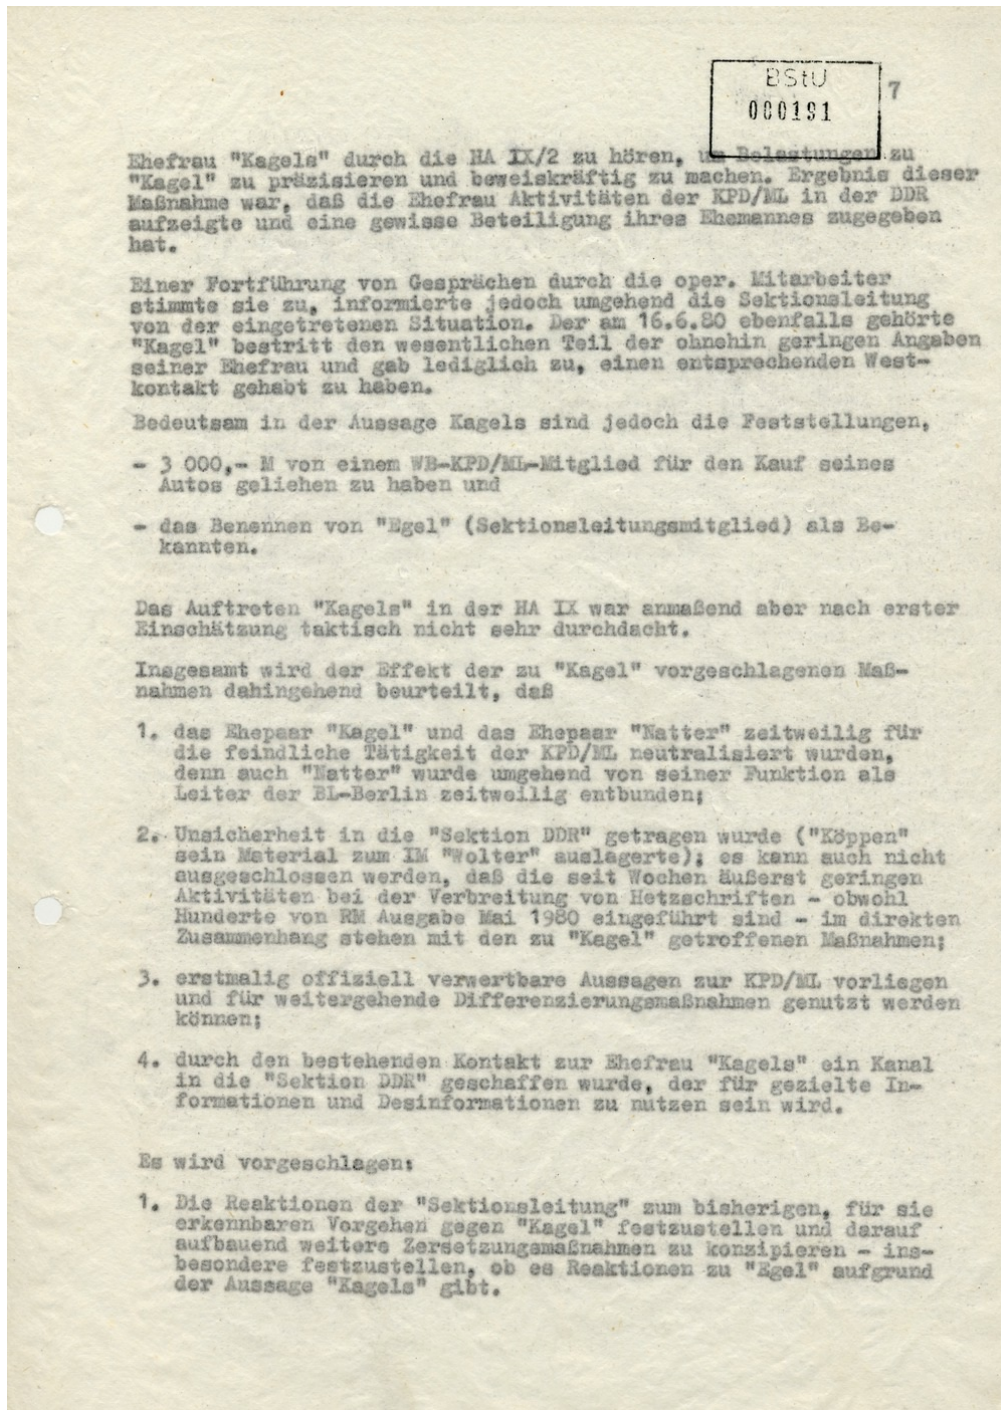 BStU
000191
7
Ehefrau "Kagels" durch die HA IX/2 zu hören, um Belastungen zu
"Kagel" zu präzisieren und beweiskräftig zu machen. Ergebnis dieser
Maßnahme war, daß die Ehefrau Aktivitäten der KPD/ML in der DDR
aufzeigte und eine gewisse Beteiligung ihres Ehemannes zugegeben
hat.
Einer Fortführung von Gesprächen durch die oper. Mitarbeiter
stimmte sie zu, informierte jedoch umgehend die Sektionsleitung
von der eingetretenen Situation. Der am 16.6.80 ebenfalls gehörte
"Kagel" bestritt den wesentlichen Teil der ohnehin geringen Angaben
seiner Ehefrau und gab lediglich zu, einen entsprechenden West-
kontakt gehabt zu haben.
Bedeutsam in der Aussage Kagels sind jedoch die Feststellungen,
- 3 000,- M von einem WB-KPD/ML-Mitglied für den Kauf seines
Autos geliehen zu haben und
- das Benennen von "Egel" (Sektionsleitungsmitglied) als Be-
kannten.
Das Auftreten "Kagels" in der HA IX war anmaßend aber nach erster
Einschätzung taktisch nicht sehr durchdacht.
Insgesamt wird der Effekt der zu "Kagel" vorgeschlagenen Maß-
nahmen dahingehend beurteilt, daß
1. das Ehepaar "Kagel" und das Ehepaar "Natter" zeitweilig für
die feindliche Tätigkeit der KPD/ML neutralisiert wurden,
denn auch "Natter" wurde umgehend von seiner Funktion als
Leiter der BL-Berlin zeitweilig entbunden;
2. Unsicherheit in die "Sektion DDR" getragen wurde ("Köppen"
sein Material zum IM "Wolter" auslagerte); es kann auch nicht
ausgeschlossen werden, daß die seit Wochen äußerst geringen
Aktivitäten bei der Verbreitung von Hetzschriften - obwohl
Hunderte von RM Ausgabe Mai 1980 eingeführt sind - im direkten
Zusammenhang stehen mit den zu "Kagel" getroffenen Maßnahmen;
3. erstmalig offiziell verwertbare Aussagen zur KPD/ML vorliegen
und für weitergehende Differenzierungsmaßnahmen genutzt werden
können;
4. durch den bestehenden Kontakt zur Ehefrau "Kagels" ein Kanal
in die "Sektion DDR" geschaffen wurde, der für gezielte In-
formationen und Desinformationen zu nutzen sein wird.
Es wird vorgeschlagen:
1. Die Reaktionen der "Sektionsleitung" zum bisherigen, für sie
erkennbaren Vorgehen gegen "Kagel" festzustellen und darauf
aufbauend weitere Zersetzungsmaßnahmen zu konzipieren - ins-
besondere festzustellen, ob es Reaktionen zu "Egel" aufgrund
der Aussage "Kagels" gibt.